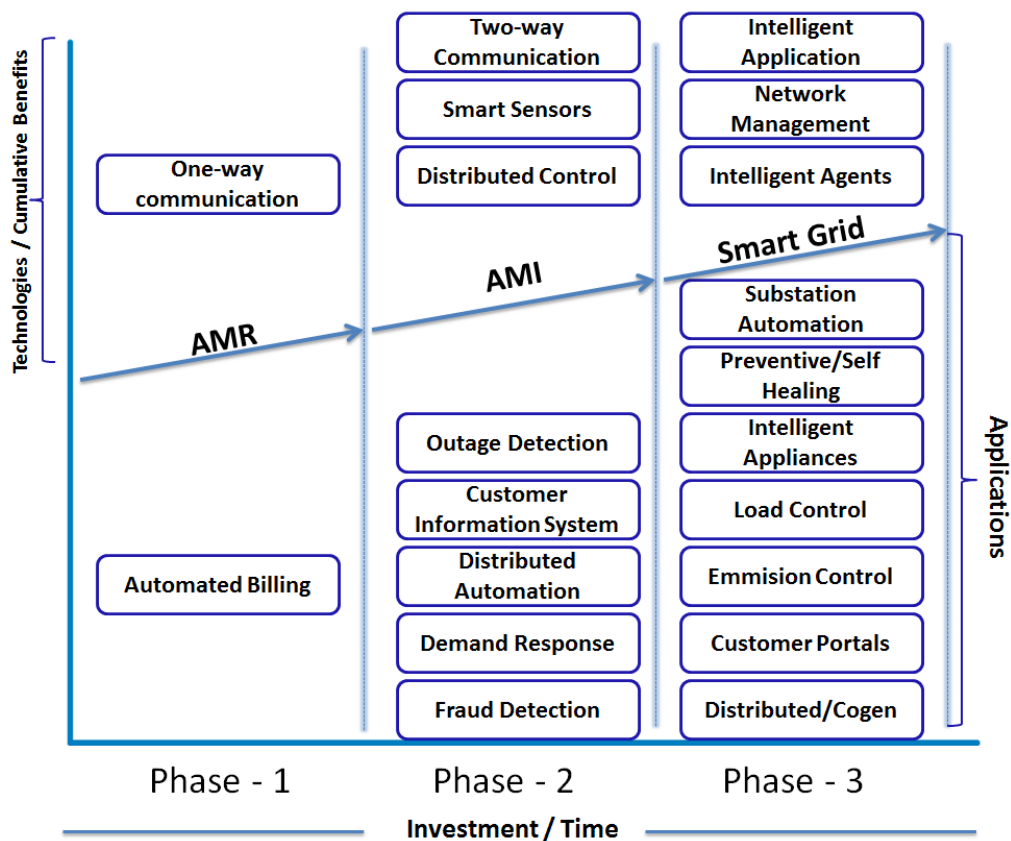 Technologies / Cumulative Benefits
One-way
communication
AMR
Automated Billing
Two-way
Communication
Smart Sensors
Distributed Control
AMI
Outage Detection
Customer
Information System
Distributed
Automation
Demand Response
Fraud Detection
Intelligent
Application
Network
Management
Intelligent Agents
Smart Grid
Substation
Automation
Preventive/Self
Healing
Intelligent
Appliances
Load Control
Emmision Control
Customer Portals
Distributed/Cogen
Applications
Phase - 1
Phase - 2
Phase - 3
Investment / Time